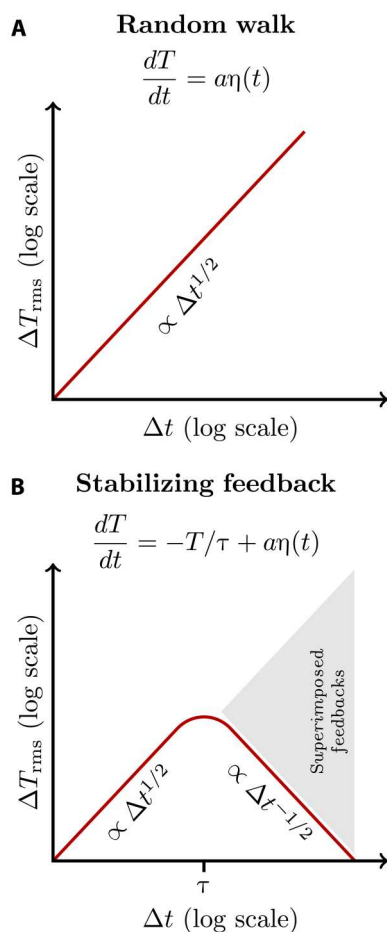 A
Random walk
dT/dt = aη(t)
ΔT_rms (log scale)
∝ Δt^{1/2}
Δt (log scale)
B
Stabilizing feedback
dT/dt = −T/τ + aη(t)
ΔT_rms (log scale)
∝ Δt^{1/2}
∝ Δt^{−1/2}
Superimposed
feedbacks
τ
Δt (log scale)